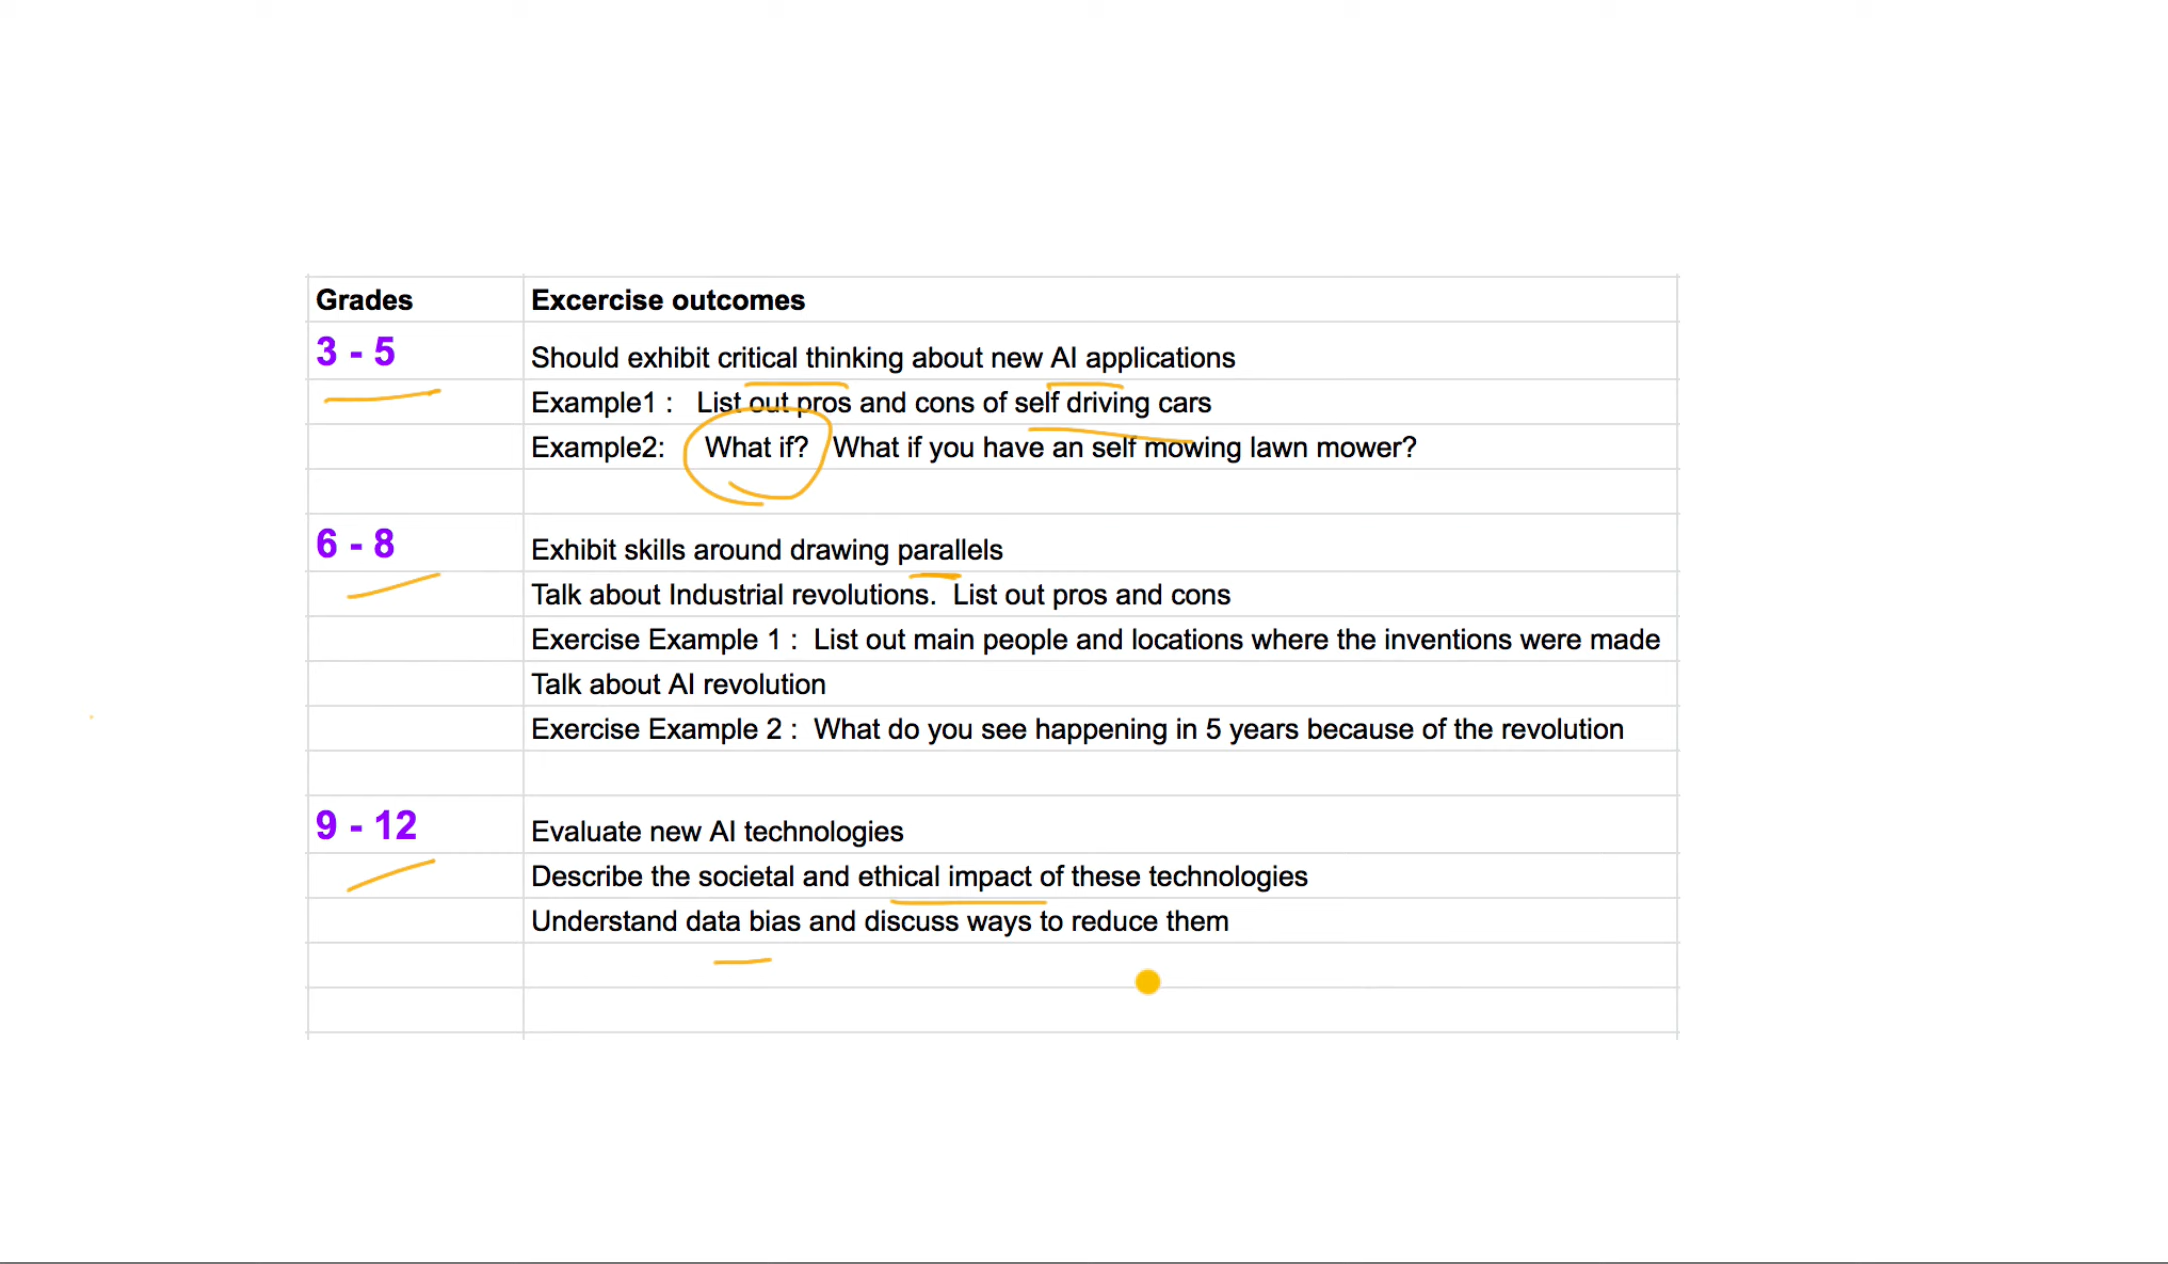 Grades Excercise outcomes
3 - 5 Should exhibit critical thinking about new AI applications
Example1 : List out pros and cons of self driving cars
Example2: What if? What if you have an self mowing lawn mower?
6 - 8 Exhibit skills around drawing parallels
Talk about Industrial revolutions. List out pros and cons
Exercise Example 1 : List out main people and locations where the inventions were made
Talk about AI revolution
Exercise Example 2 : What do you see happening in 5 years because of the revolution
9 - 12 Evaluate new AI technologies
Describe the societal and ethical impact of these technologies
Understand data bias and discuss ways to reduce them